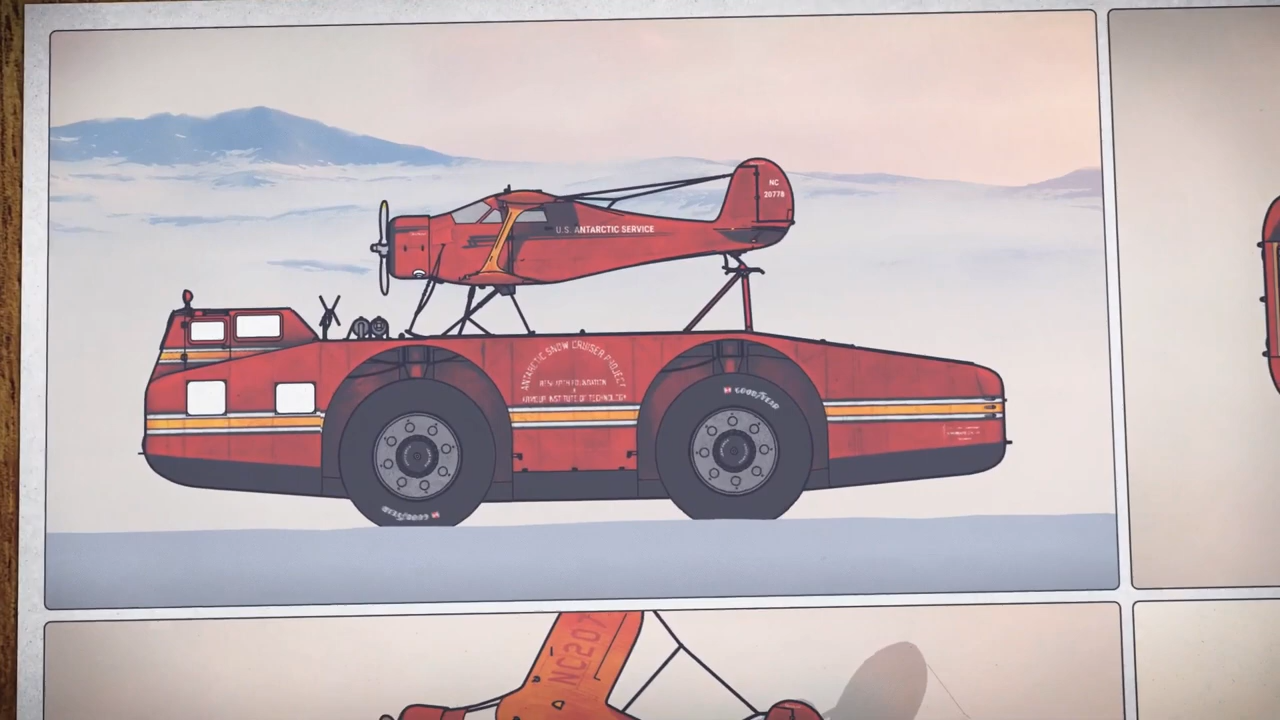 NC
20778
U.S. ANTARCTIC SERVICE
ANTARCTIC SNOW CRUISER PROJECT
RESEARCH FOUNDATION
ARMOUR INSTITUTE OF TECHNOLOGY
GOODYEAR
GOODYEAR
NC207